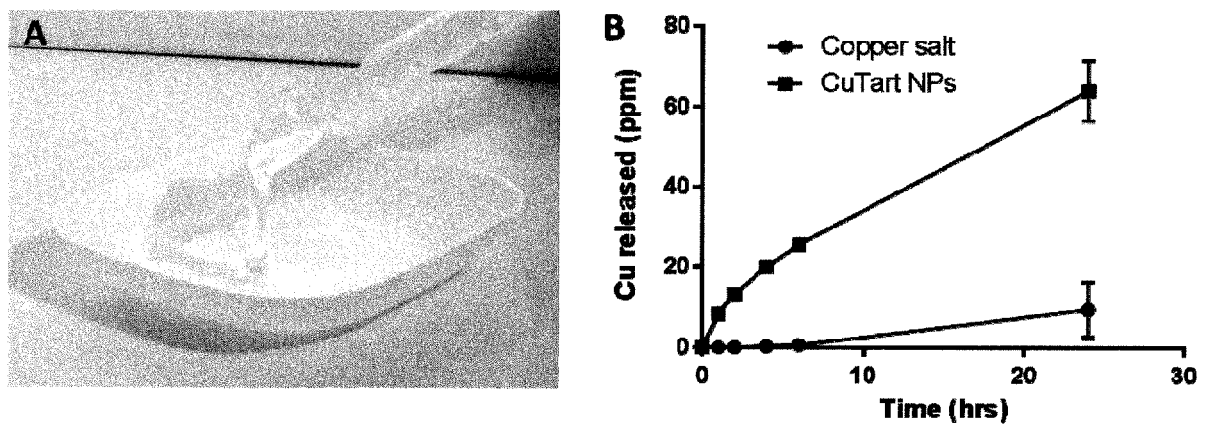 A
B
Copper salt
CuTart NPs
Cu released (ppm)
80
60
40
20
0
0 10 20 30
Time (hrs)